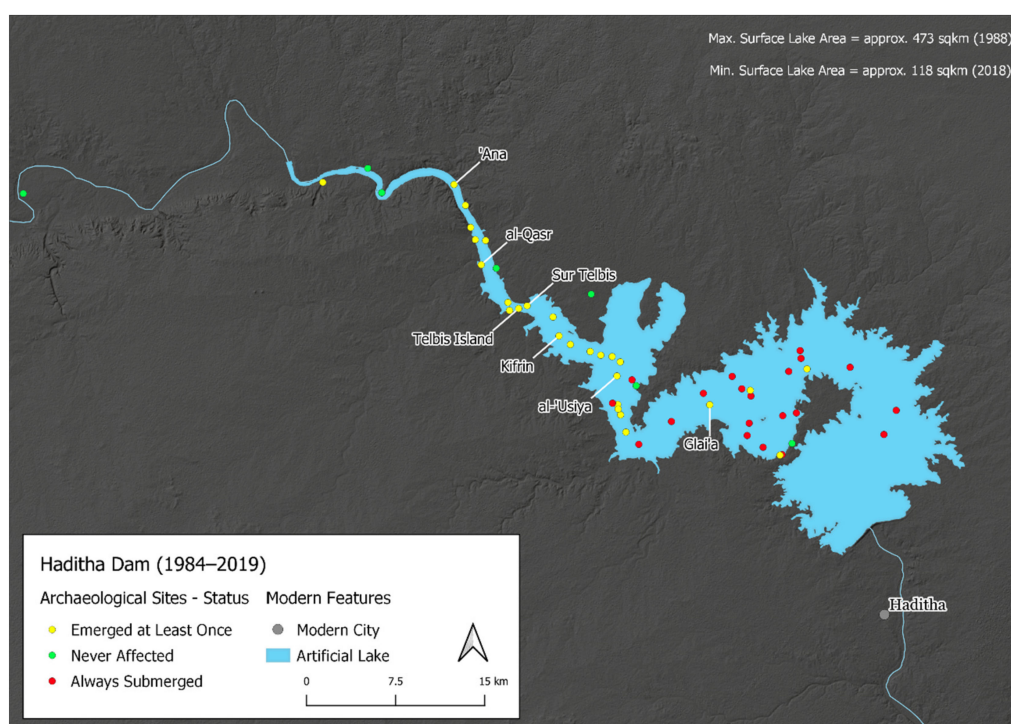 Max. Surface Lake Area = approx. 473 sqkm (1988)
Min. Surface Lake Area = approx. 118 sqkm (2018)
'Ana
al-Qasr
Sur Telbis
Telbis Island
Kifrin
al-'Usiya
Glai'a
Haditha
Haditha Dam (1984–2019)
Archaeological Sites - Status
Emerged at Least Once
Never Affected
Always Submerged
Modern Features
Modern City
Artificial Lake
0 7.5 15 km